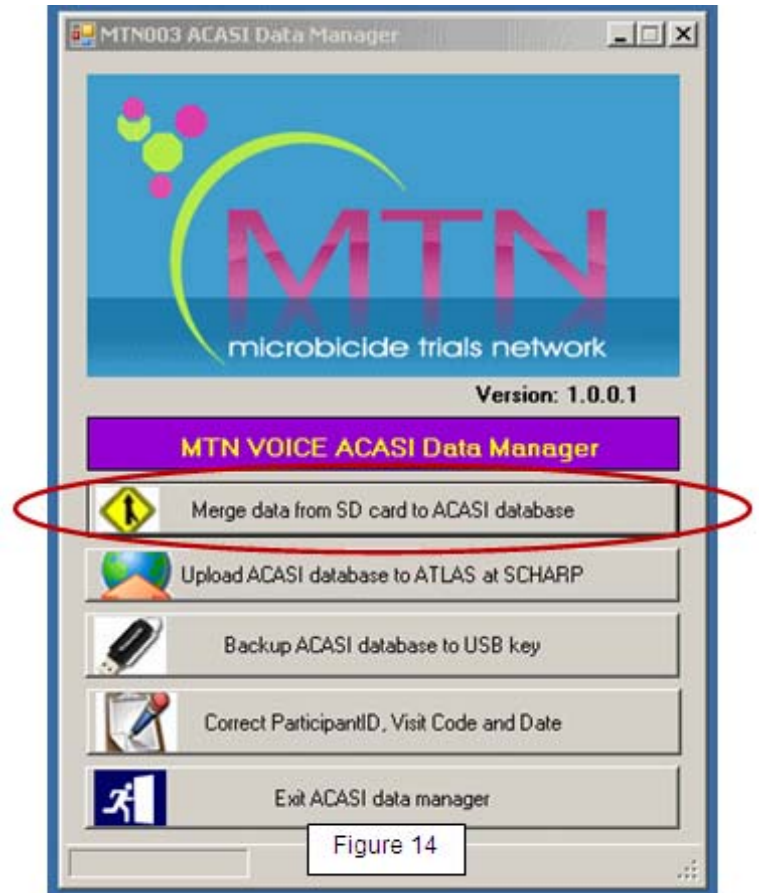 MTN003 ACASI Data Manager
MTN
microbicide trials network
Version: 1.0.0.1
MTN VOICE ACASI Data Manager
Merge data from SD card to ACASI database
Upload ACASI database to ATLAS at SCHARP
Backup ACASI database to USB key
Correct ParticipantID, Visit Code and Date
Exit ACASI data manager
Figure 14